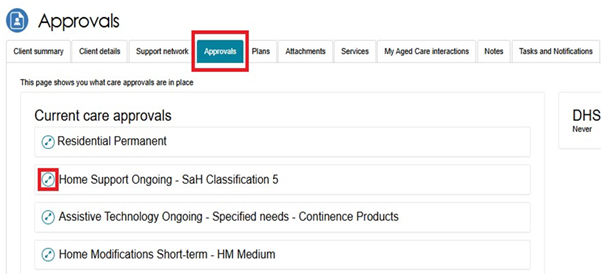 Approvals
Client summary
Client details
Support network
Approvals
Plans
Attachments
Services
My Aged Care interactions
Notes
Tasks and Notifications
This page shows you what care approvals are in place
Current care approvals
Residential Permanent
Home Support Ongoing - SaH Classification 5
Assistive Technology Ongoing - Specified needs - Continence Products
Home Modifications Short-term - HM Medium
DHS
Never